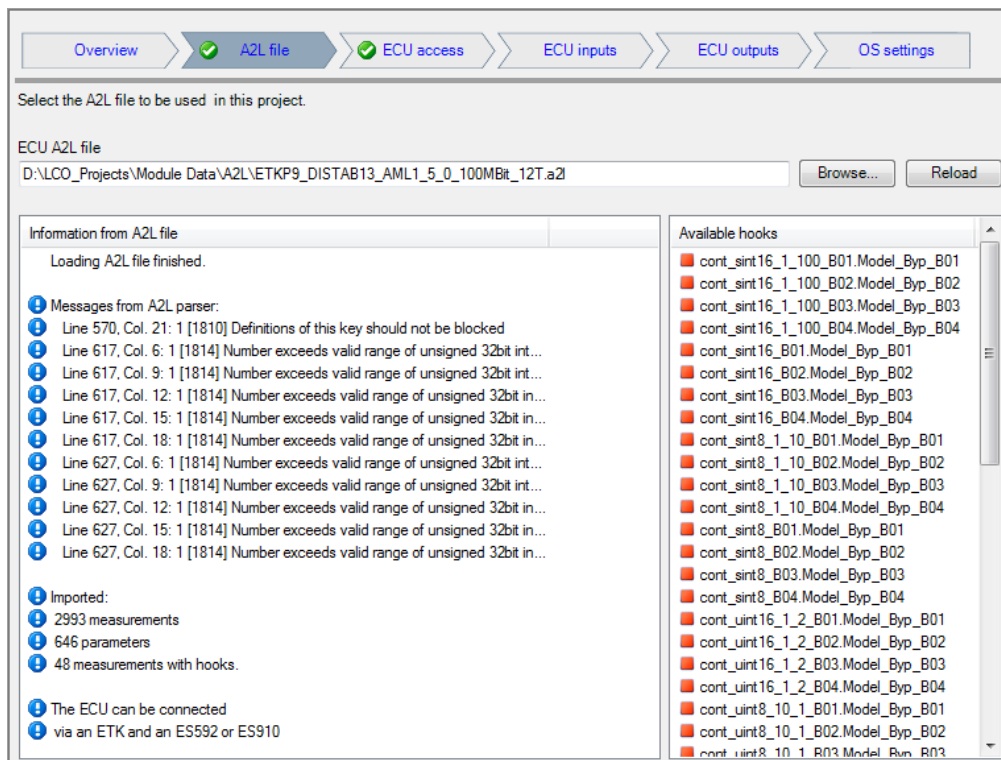 Overview
A2L file
ECU access
ECU inputs
ECU outputs
OS settings
Select the A2L file to be used in this project.
ECU A2L file
D:\LCO_Projects\Module Data\A2L\ETKP9_DISTAB13_AML1_5_0_100MBit_12T.a2l
Browse...
Reload
Information from A2L file
Loading A2L file finished.
Messages from A2L parser:
Line 570, Col. 21: 1 [1810] Definitions of this key should not be blocked
Line 617, Col. 6: 1 [1814] Number exceeds valid range of unsigned 32bit int...
Line 617, Col. 9: 1 [1814] Number exceeds valid range of unsigned 32bit int...
Line 617, Col. 12: 1 [1814] Number exceeds valid range of unsigned 32bit in...
Line 617, Col. 15: 1 [1814] Number exceeds valid range of unsigned 32bit in...
Line 617, Col. 18: 1 [1814] Number exceeds valid range of unsigned 32bit in...
Line 627, Col. 6: 1 [1814] Number exceeds valid range of unsigned 32bit int...
Line 627, Col. 9: 1 [1814] Number exceeds valid range of unsigned 32bit int...
Line 627, Col. 12: 1 [1814] Number exceeds valid range of unsigned 32bit in...
Line 627, Col. 15: 1 [1814] Number exceeds valid range of unsigned 32bit in...
Line 627, Col. 18: 1 [1814] Number exceeds valid range of unsigned 32bit in...
Imported:
2993 measurements
646 parameters
48 measurements with hooks.
The ECU can be connected
via an ETK and an ES592 or ES910
Available hooks
cont_sint16_1_100_B01.Model_Byp_B01
cont_sint16_1_100_B02.Model_Byp_B02
cont_sint16_1_100_B03.Model_Byp_B03
cont_sint16_1_100_B04.Model_Byp_B04
cont_sint16_B01.Model_Byp_B01
cont_sint16_B02.Model_Byp_B02
cont_sint16_B03.Model_Byp_B03
cont_sint16_B04.Model_Byp_B04
cont_sint8_1_10_B01.Model_Byp_B01
cont_sint8_1_10_B02.Model_Byp_B02
cont_sint8_1_10_B03.Model_Byp_B03
cont_sint8_1_10_B04.Model_Byp_B04
cont_sint8_B01.Model_Byp_B01
cont_sint8_B02.Model_Byp_B02
cont_sint8_B03.Model_Byp_B03
cont_sint8_B04.Model_Byp_B04
cont_uint16_1_2_B01.Model_Byp_B01
cont_uint16_1_2_B02.Model_Byp_B02
cont_uint16_1_2_B03.Model_Byp_B03
cont_uint16_1_2_B04.Model_Byp_B04
cont_uint8_10_1_B01.Model_Byp_B01
cont_uint8_10_1_B02.Model_Byp_B02
cont_uint8_10_1_B03.Model_Byp_B03